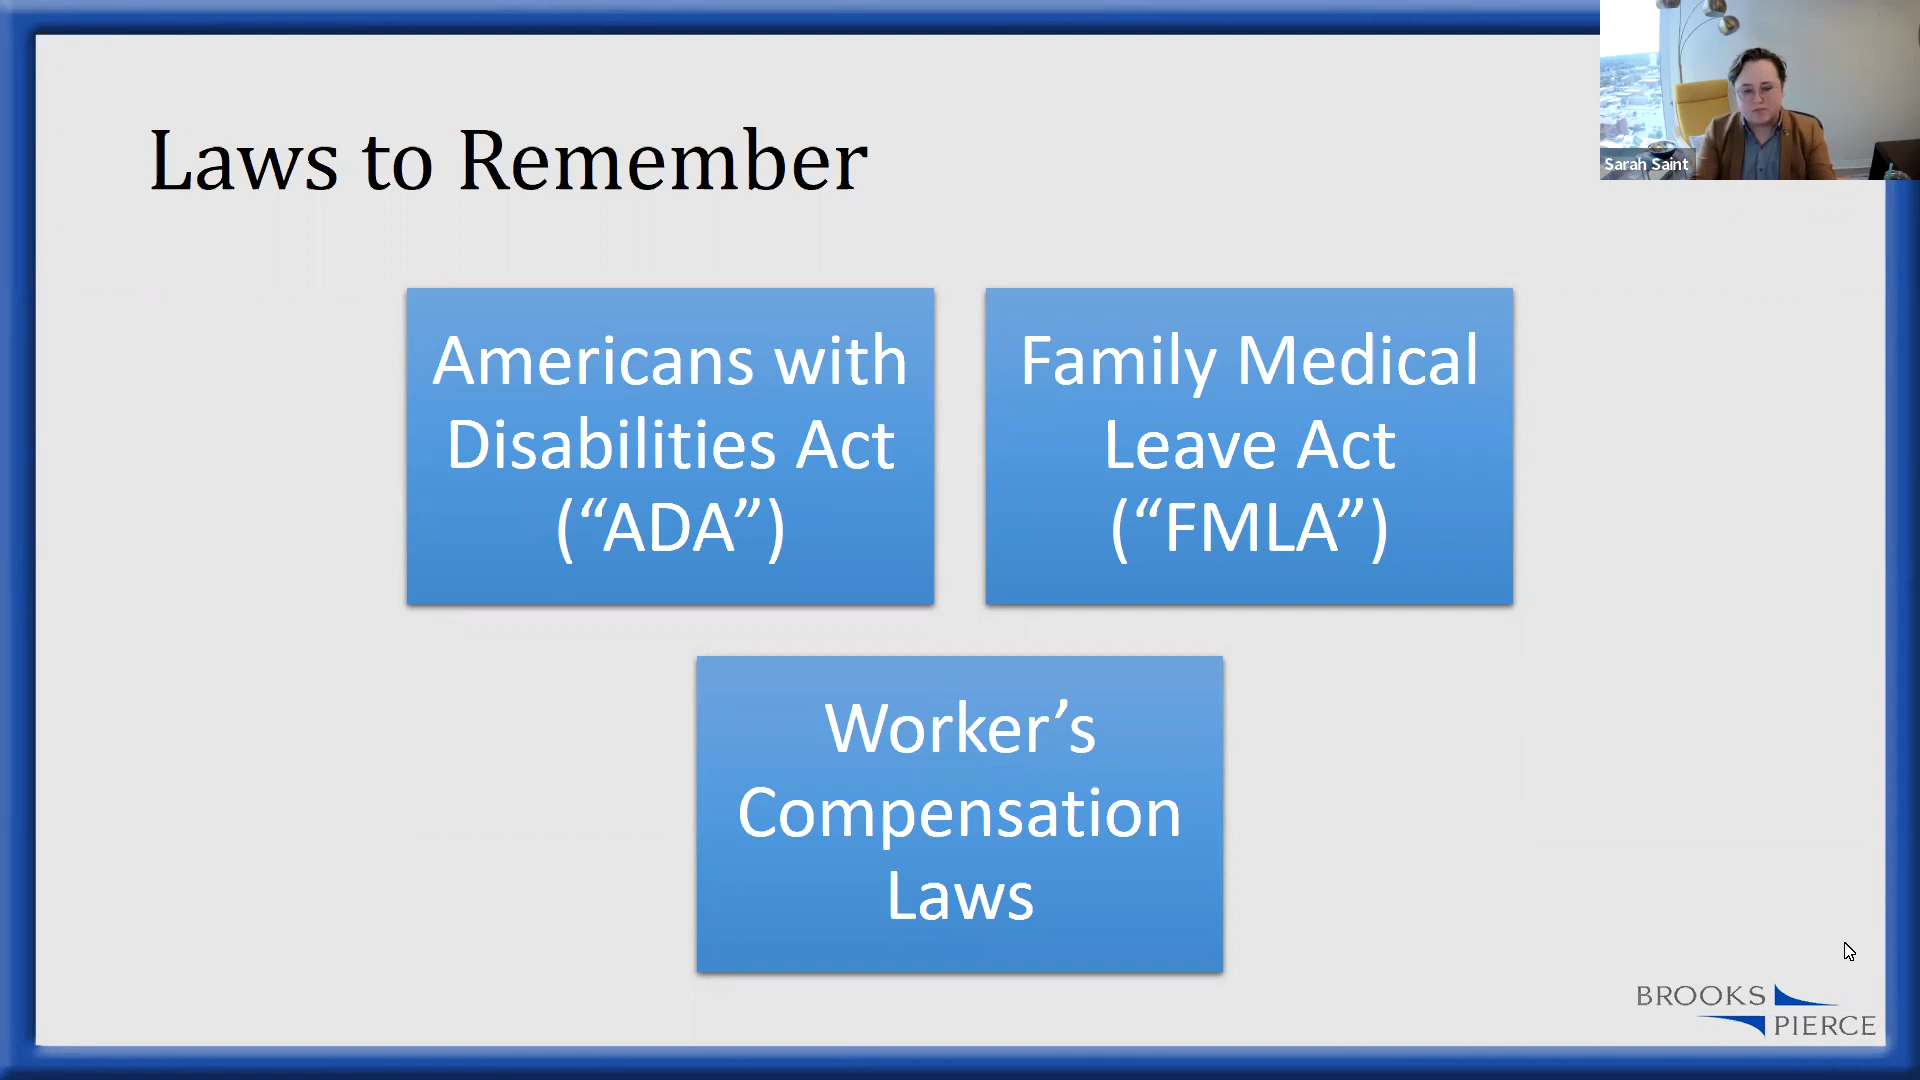 Laws to Remember
Sarah Saint
Americans with
Disabilities Act
(“ADA”)
Family Medical
Leave Act
(“FMLA”)
Worker’s
Compensation
Laws
BROOKS
PIERCE